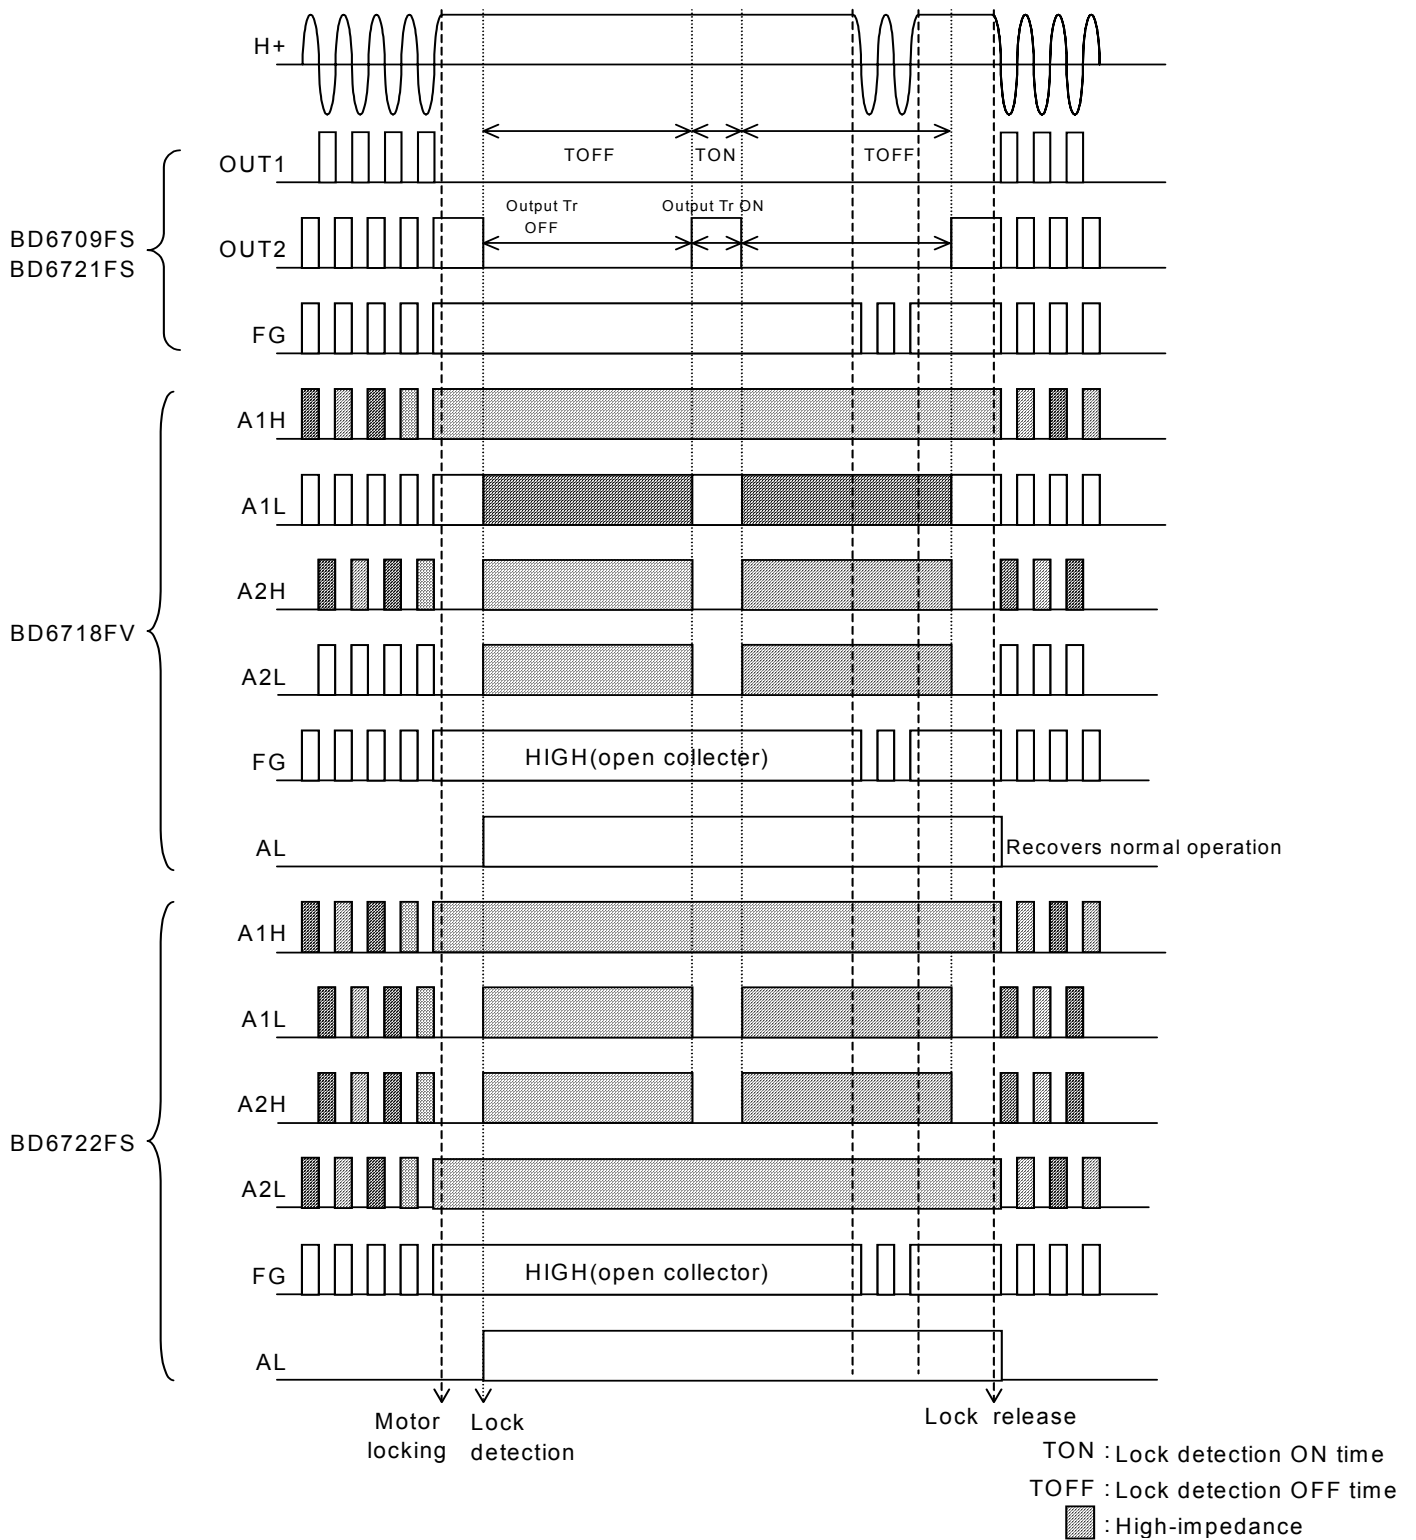 H+
TOFF
TON
TOFF
OUT1
Output Tr
OFF
Output Tr ON
OUT2
BD6709FS
BD6721FS
FG
A1H
A1L
A2H
BD6718FV
A2L
FG
HIGH(open collecter)
AL
Recovers normal operation
A1H
A1L
A2H
BD6722FS
A2L
FG
HIGH(open collector)
AL
Motor
locking
Lock
detection
Lock release
TON : Lock detection ON time
TOFF : Lock detection OFF time
: High-impedance